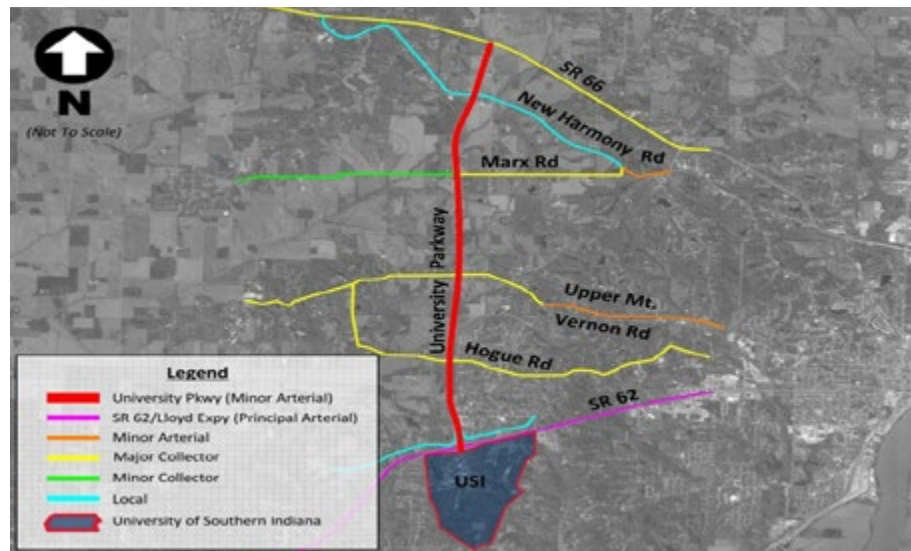 N
(Not To Scale)
SR 66
New Harmony Rd
Marx Rd
University Parkway
Upper Mt.
Vernon Rd
Hogue Rd
SR 62
USI
Legend
University Pkwy (Minor Arterial)
SR 62/Lloyd Expy (Principal Arterial)
Minor Arterial
Major Collector
Minor Collector
Local
University of Southern Indiana